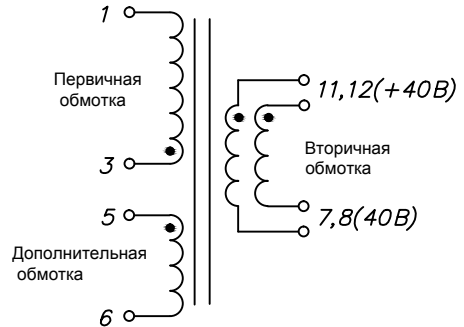 1
Первичная
обмотка
3
5
Дополнительная
обмотка
6
11,12(+40В)
Вторичная
обмотка
7,8(40В)